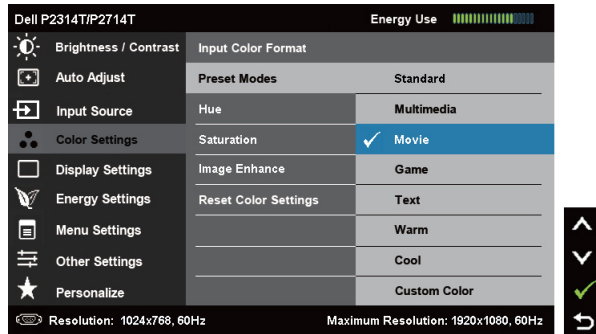 Dell P2314T/P2714T Energy Use
Brightness / Contrast Input Color Format
Auto Adjust Preset Modes Standard
Input Source Hue Multimedia
Color Settings Saturation Movie
Display Settings Image Enhance Game
Energy Settings Reset Color Settings Text
Menu Settings Warm
Other Settings Cool
Personalize Custom Color
Resolution: 1024x768, 60Hz Maximum Resolution: 1920x1080, 60Hz